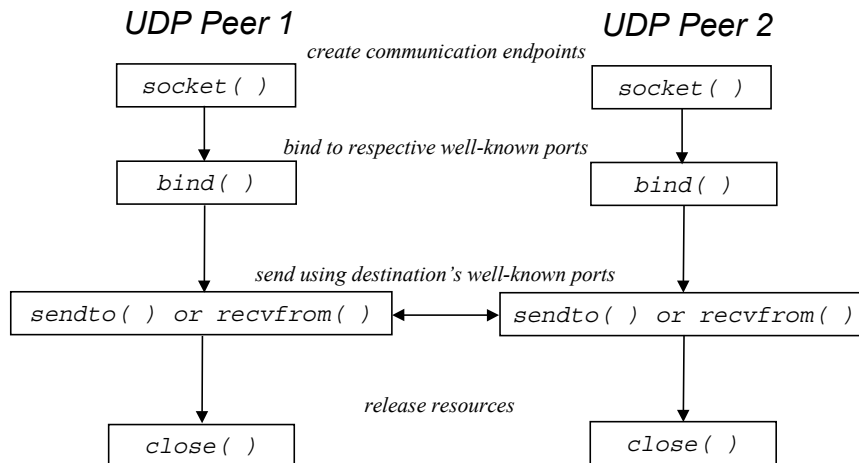 UDP Peer 1
UDP Peer 2
create communication endpoints
socket( )
socket( )
bind to respective well-known ports
bind( )
bind( )
send using destination’s well-known ports
sendto( ) or recvfrom( )
sendto( ) or recvfrom( )
release resources
close( )
close( )